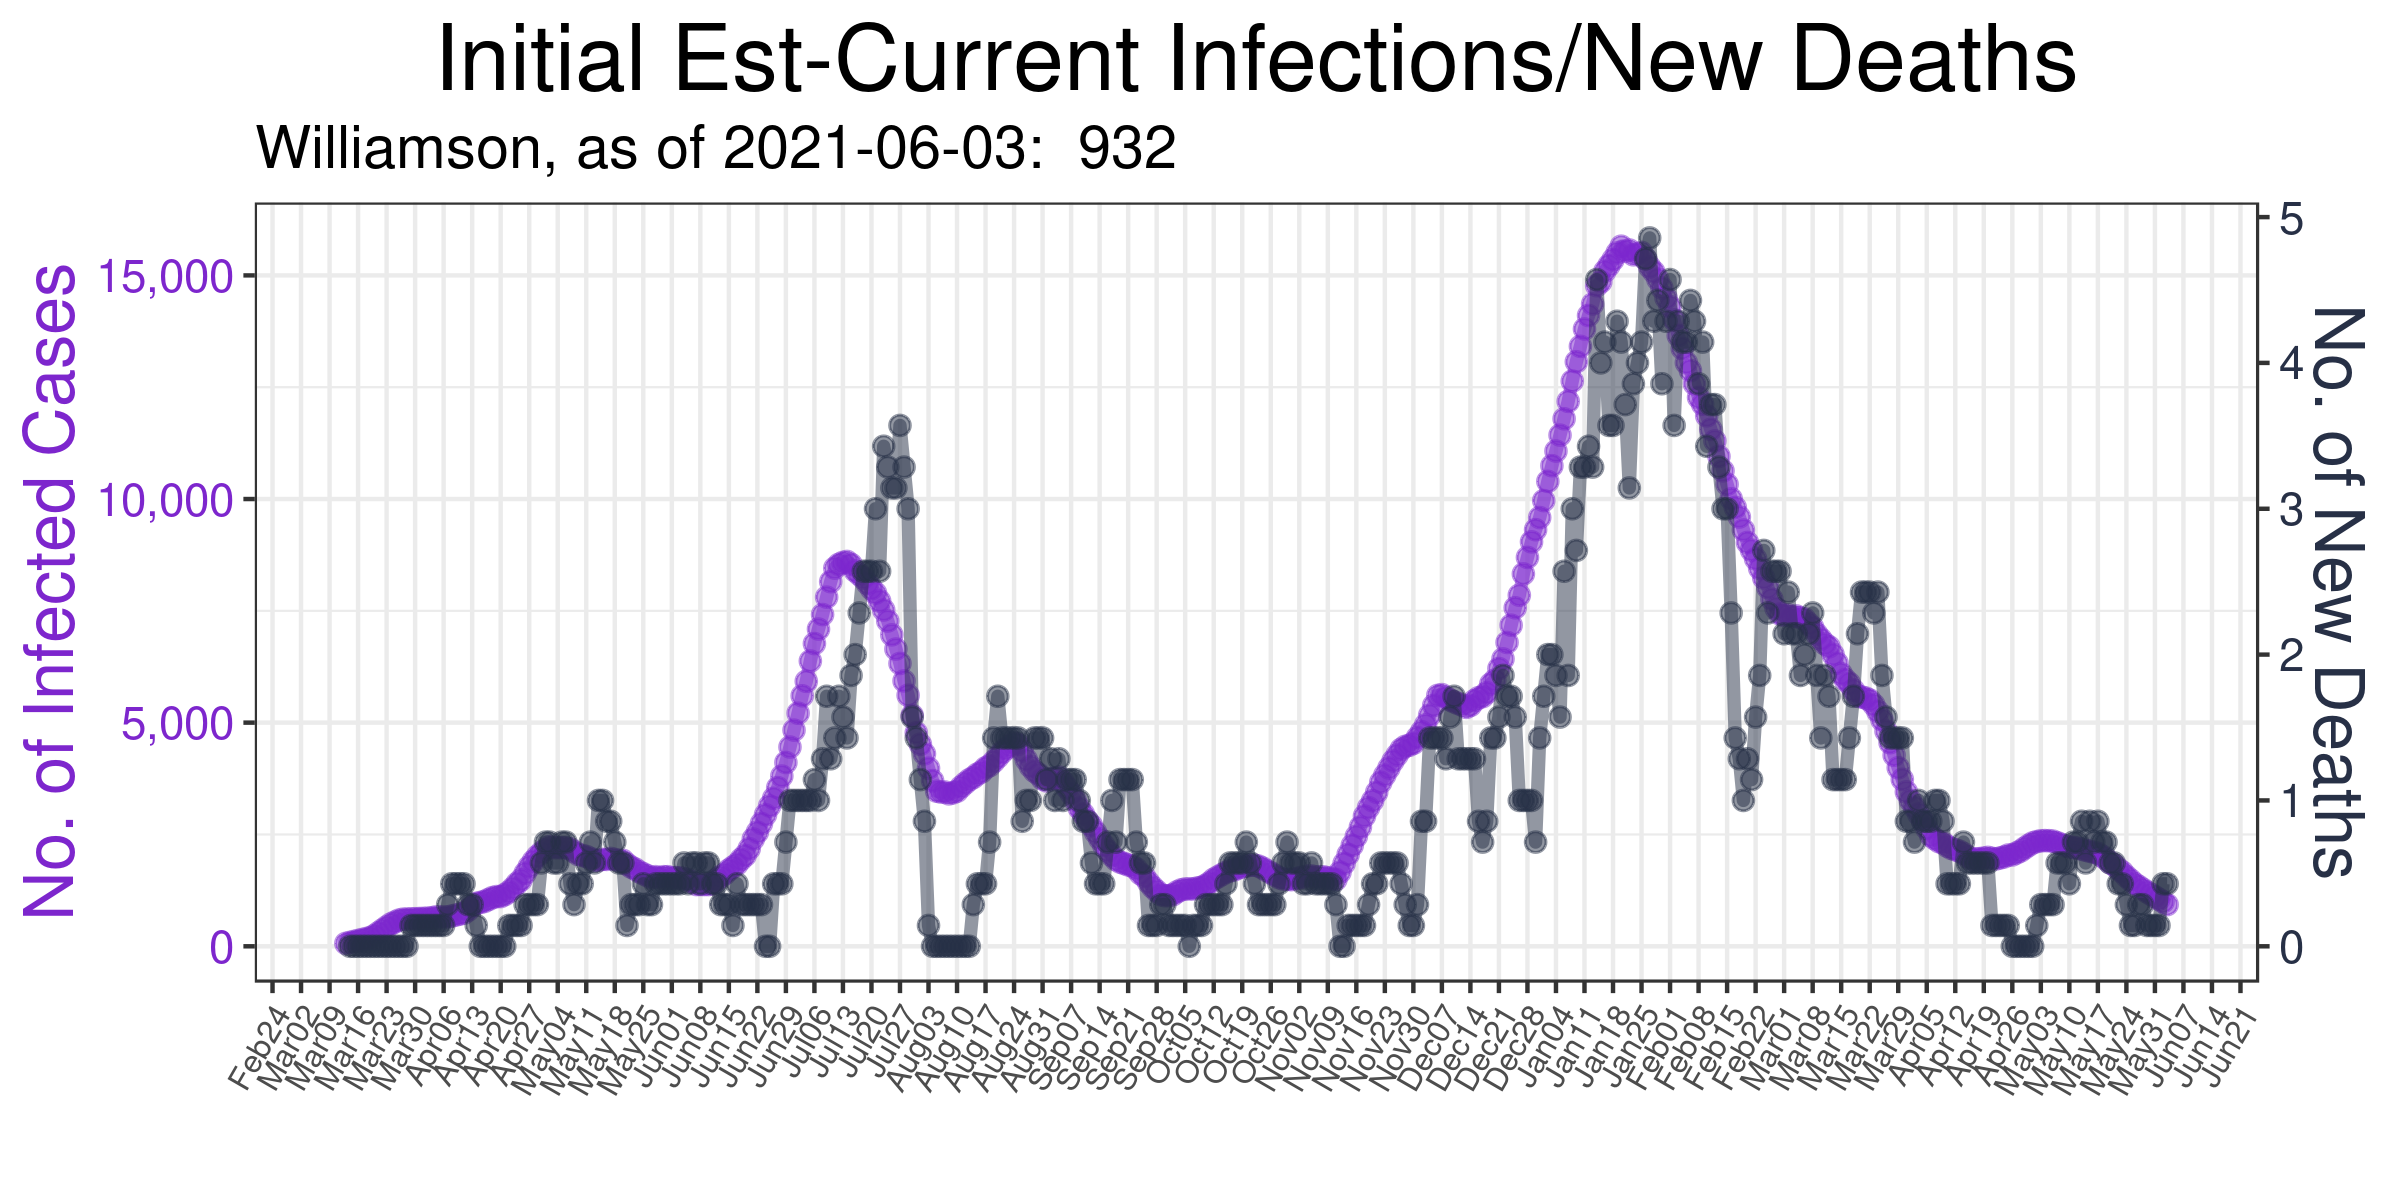 Initial Est-Current Infections/New Deaths
Williamson, as of 2021-06-03:  932
No. of Infected Cases
15,000
10,000
5,000
0
5
4
3
2
1
0
No. of New Deaths
Feb24
Mar02
Mar09
Mar16
Mar23
Mar30
Apr06
Apr13
Apr20
Apr27
May04
May11
May18
May25
Jun01
Jun08
Jun15
Jun22
Jun29
Jul06
Jul13
Jul20
Jul27
Aug03
Aug10
Aug17
Aug24
Aug31
Sep07
Sep14
Sep21
Sep28
Oct05
Oct12
Oct19
Oct26
Nov02
Nov09
Nov16
Nov23
Nov30
Dec07
Dec14
Dec21
Dec28
Jan04
Jan11
Jan18
Jan25
Feb01
Feb08
Feb15
Feb22
Mar01
Mar08
Mar15
Mar22
Mar29
Apr05
Apr12
Apr19
Apr26
May03
May10
May17
May24
May31
Jun07
Jun14
Jun21